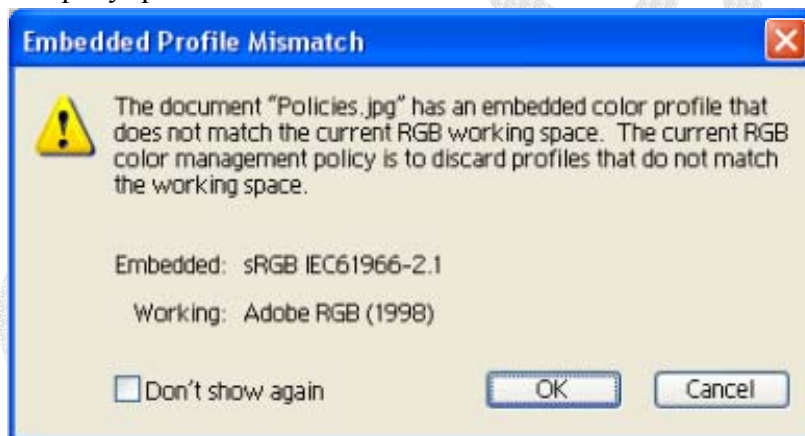 Embedded Profile Mismatch
The document "Policies.jpg" has an embedded color profile that
does not match the current RGB working space. The current RGB
color management policy is to discard profiles that do not match
the working space.
Embedded: sRGB IEC61966-2.1
Working: Adobe RGB (1998)
Don't show again
OK
Cancel